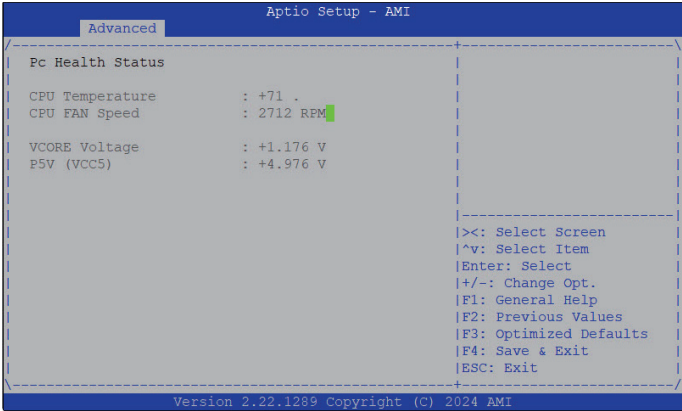 Aptio Setup - AMI
Advanced
Pc Health Status
CPU Temperature : +71 .
CPU FAN Speed : 2712 RPM
VCORE Voltage : +1.176 V
P5V (VCC5) : +4.976 V
><: Select Screen
^v: Select Item
Enter: Select
+/-: Change Opt.
F1: General Help
F2: Previous Values
F3: Optimized Defaults
F4: Save & Exit
ESC: Exit
Version 2.22.1289 Copyright (C) 2024 AMI